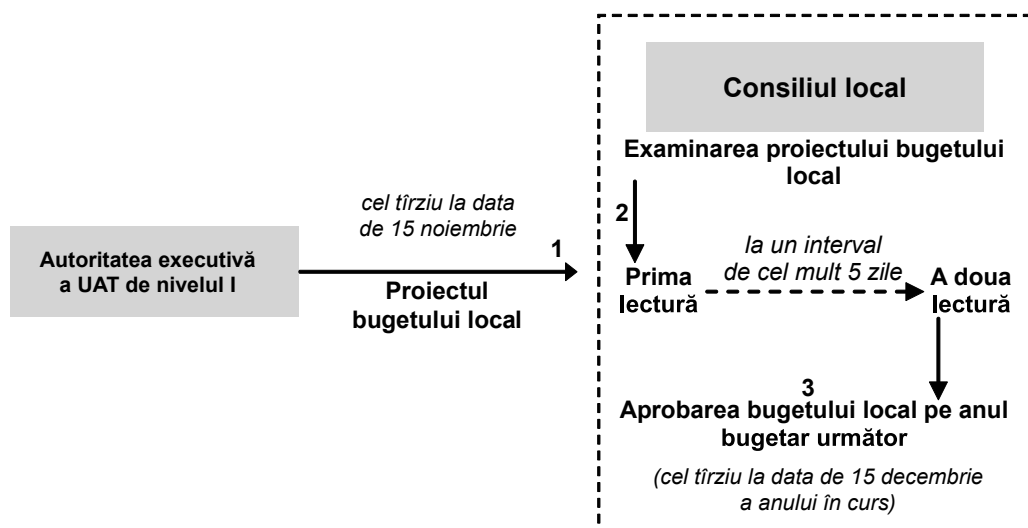 Consiliul local
Examinarea proiectului bugetului
local
cel tîrziu la data
de 15 noiembrie
1
Autoritatea executivă
a UAT de nivelul I
Proiectul
bugetului local
2
la un interval
de cel mult 5 zile
Prima
lectură
A doua
lectură
3
Aprobarea bugetului local pe anul
bugetar următor
(cel tîrziu la data de 15 decembrie
a anului în curs)